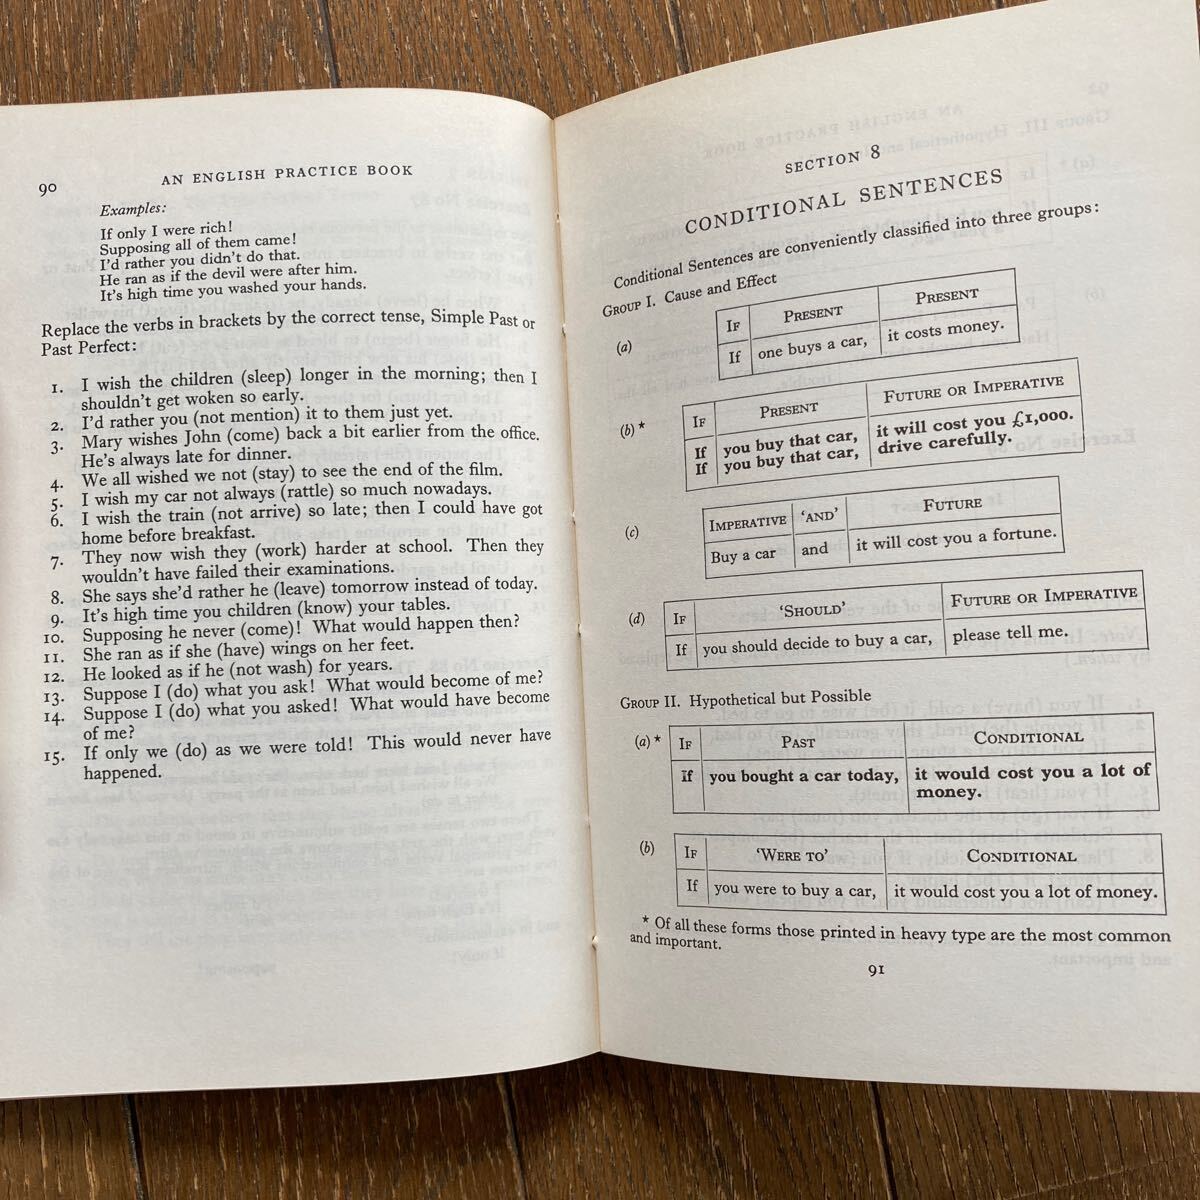 90
AN ENGLISH PRACTICE BOOK
Examples:
If only I were rich!
Supposing all of them came!
I'd rather you didn't do that.
He ran as if the devil were after him.
It's high time you washed your hands.
Replace the verbs in brackets by the correct tense, Simple Past or
Past Perfect:
1. I wish the children (sleep) longer in the morning; then I
shouldn't get woken so early.
2. I'd rather you (not mention) it to them just yet.
3. Mary wishes John (come) back a bit earlier from the office.
He's always late for dinner.
4. We all wished we not (stay) to see the end of the film.
5. I wish my car not always (rattle) so much nowadays.
6. I wish the train (not arrive) so late; then I could have got
home before breakfast.
7. They now wish they (work) harder at school. Then they
wouldn't have failed their examinations.
8. She says she'd rather he (leave) tomorrow instead of today.
9. It's high time you children (know) your tables.
10. Supposing he never (come)! What would happen then?
11. She ran as if she (have) wings on her feet.
12. He looked as if he (not wash) for years.
13. Suppose I (do) what you ask! What would become of me?
14. Suppose I (do) what you asked! What would have become
of me?
15. If only we (do) as we were told! This would never have
happened.
SECTION 8
CONDITIONAL SENTENCES
Conditional Sentences are conveniently classified into three groups:
GROUP I. Cause and Effect
(a)
IF PRESENT PRESENT
If one buys a car, it costs money.
(b) *
IF PRESENT FUTURE OR IMPERATIVE
If you buy that car, it will cost you £1,000.
If you buy that car, drive carefully.
(c)
IMPERATIVE 'AND' FUTURE
Buy a car and it will cost you a fortune.
(d)
IF 'SHOULD' FUTURE OR IMPERATIVE
If you should decide to buy a car, please tell me.
GROUP II. Hypothetical but Possible
(a) *
IF PAST CONDITIONAL
If you bought a car today, it would cost you a lot of
money.
(b)
IF 'WERE TO' CONDITIONAL
If you were to buy a car, it would cost you a lot of money.
* Of all these forms those printed in heavy type are the most common
and important.
91